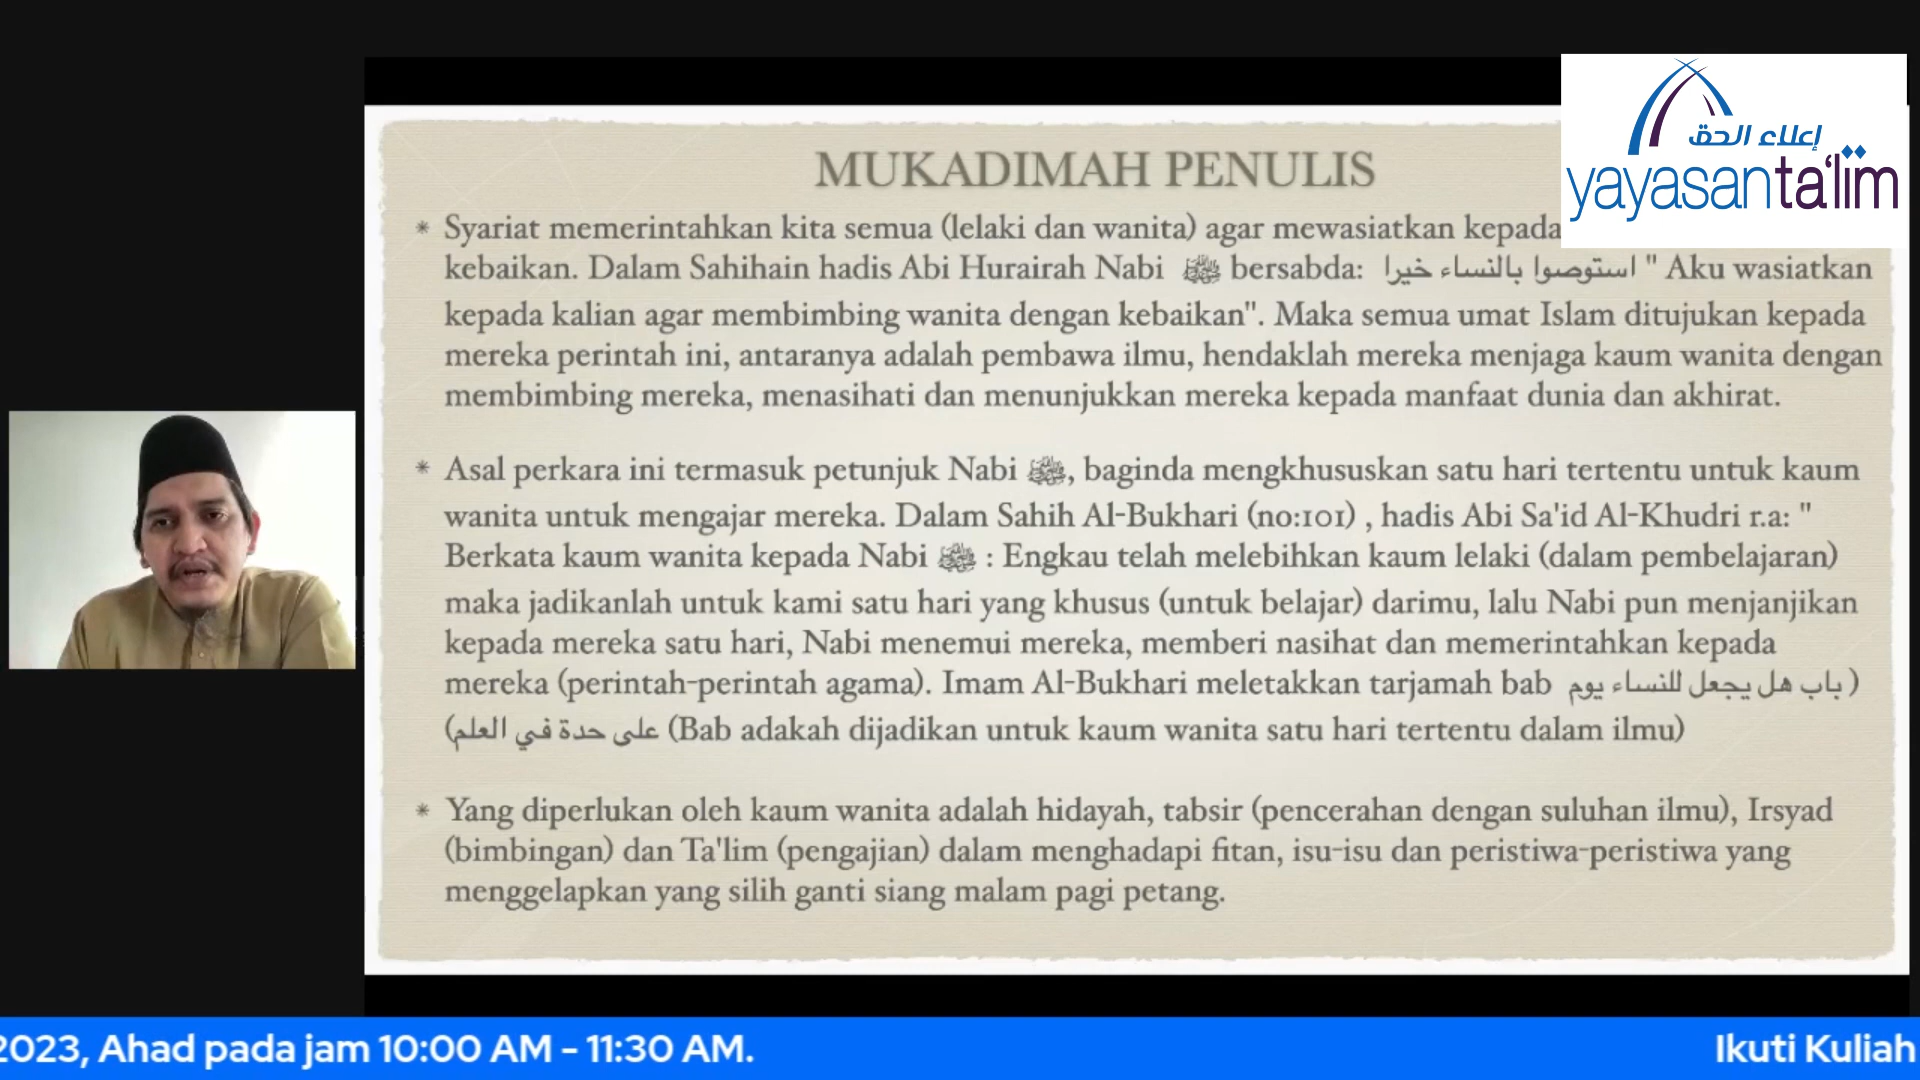 MUKADIMAH PENULIS
إعلاء الحق
yayasanta'lim
* Syariat memerintahkan kita semua (lelaki dan wanita) agar mewasiatkan kepada
kebaikan. Dalam Sahihain hadis Abi Hurairah Nabi ﷺ bersabda: استوصوا بالنساء خيرا " Aku wasiatkan
kepada kalian agar membimbing wanita dengan kebaikan". Maka semua umat Islam ditujukan kepada
mereka perintah ini, antaranya adalah pembawa ilmu, hendaklah mereka menjaga kaum wanita dengan
membimbing mereka, menasihati dan menunjukkan mereka kepada manfaat dunia dan akhirat.
* Asal perkara ini termasuk petunjuk Nabi ﷺ, baginda mengkhususkan satu hari tertentu untuk kaum
wanita untuk mengajar mereka. Dalam Sahih Al-Bukhari (no:101) , hadis Abi Sa'id Al-Khudri r.a: "
Berkata kaum wanita kepada Nabi ﷺ : Engkau telah melebihkan kaum lelaki (dalam pembelajaran)
maka jadikanlah untuk kami satu hari yang khusus (untuk belajar) darimu, lalu Nabi pun menjanjikan
kepada mereka satu hari, Nabi menemui mereka, memberi nasihat dan memerintahkan kepada
mereka (perintah-perintah agama). Imam Al-Bukhari meletakkan tarjamah bab (باب هل يجعل للنساء يوم
على حدة في العلم) (Bab adakah dijadikan untuk kaum wanita satu hari tertentu dalam ilmu)
* Yang diperlukan oleh kaum wanita adalah hidayah, tabsir (pencerahan dengan suluhan ilmu), Irsyad
(bimbingan) dan Ta'lim (pengajian) dalam menghadapi fitan, isu-isu dan peristiwa-peristiwa yang
menggelapkan yang silih ganti siang malam pagi petang.
2023, Ahad pada jam 10:00 AM - 11:30 AM.
Ikuti Kuliah